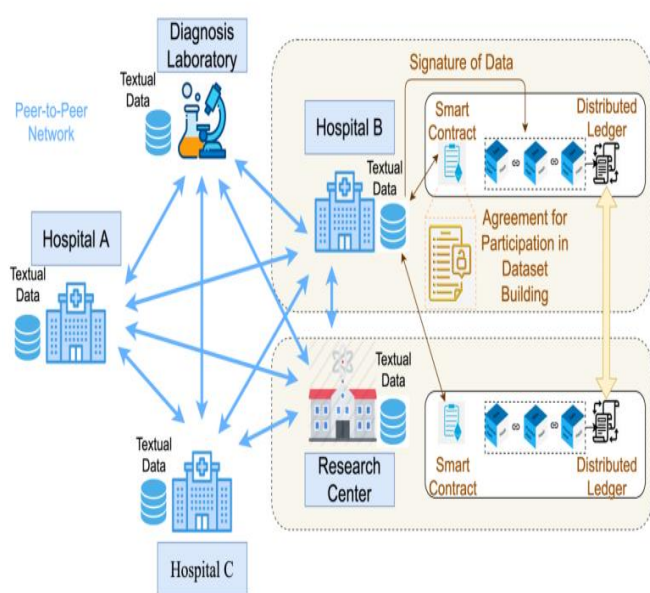 Diagnosis
Laboratory
Textual
Data
Peer-to-Peer
Network
Signature of Data
Smart
Contract
Distributed
Ledger
Hospital B
Textual
Data
Agreement for
Participation in
Dataset
Building
Hospital A
Textual
Data
Textual
Data
Research
Center
Smart
Contract
Distributed
Ledger
Textual
Data
Hospital C